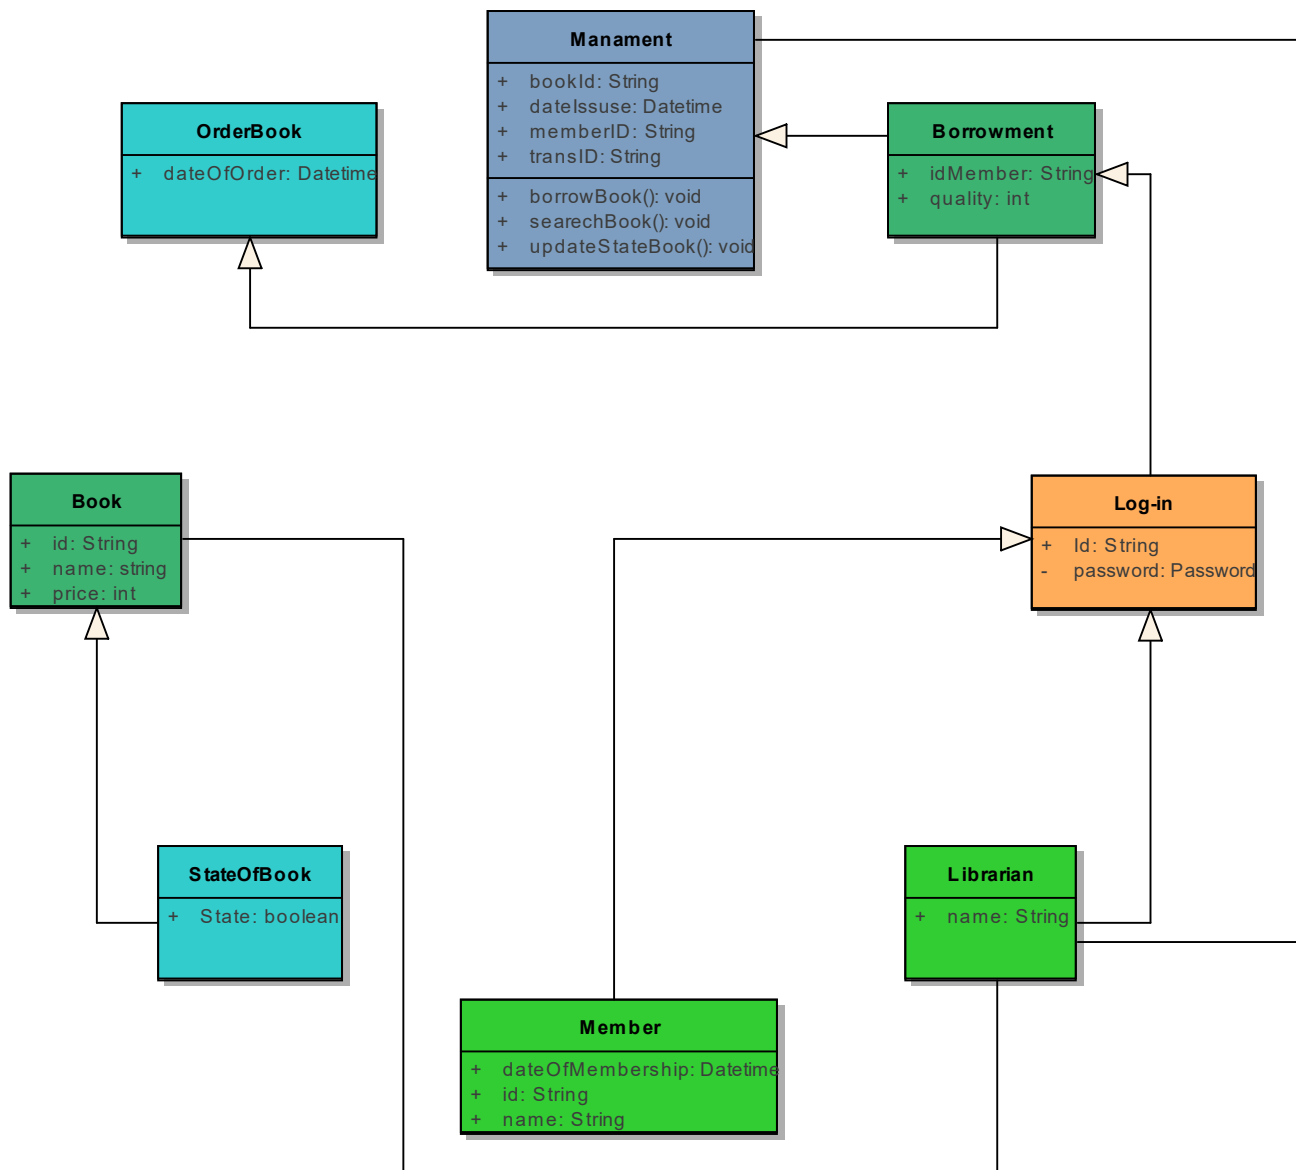 Manament
+ bookId: String
+ dateIssuse: Datetime
+ memberID: String
+ transID: String
+ borrowBook(): void
+ searechBook(): void
+ updateStateBook(): void
OrderBook
+ dateOfOrder: Datetime
Borrowment
+ idMember: String
+ quality: int
Book
+ id: String
+ name: string
+ price: int
Log-in
+ Id: String
- password: Password
StateOfBook
+ State: boolean
Librarian
+ name: String
Member
+ dateOfMembership: Datetime
+ id: String
+ name: String